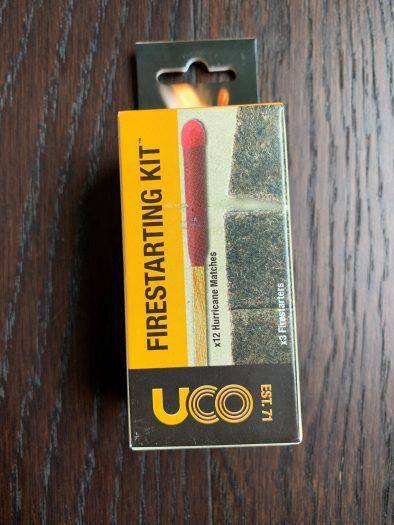 FIRESTARTING KIT™
x12 Hurricane Matches
x3 Firestarters
UCO
EST. 71